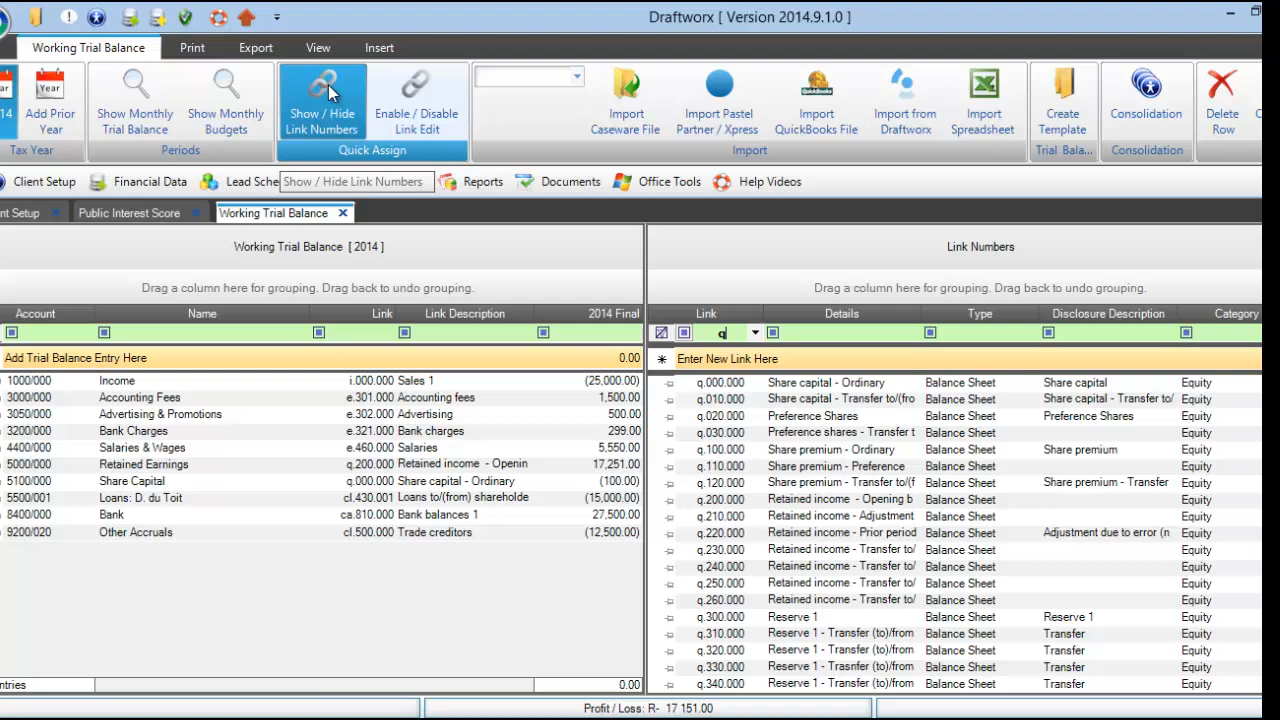 Draftworx [ Version 2014.9.1.0 ]
Working Trial Balance Print Export View Insert
Year
14 Add Prior Year
Show Monthly Trial Balance
Show Monthly Budgets
Show / Hide Link Numbers
Enable / Disable Link Edit
Import Caseware File
Import Pastel Partner / Xpress
QuickBooks
Import QuickBooks File
Import from Draftworx
Import Spreadsheet
Create Template
Consolidation
Delete Row
Tax Year Periods Quick Assign Import Trial Bala... Consolidation
Client Setup Financial Data Lead Sche Show / Hide Link Numbers Reports Documents Office Tools Help Videos
nt Setup Public Interest Score Working Trial Balance
Working Trial Balance [ 2014 ] Link Numbers
Drag a column here for grouping. Drag back to undo grouping. Drag a column here for grouping. Drag back to undo grouping.
Account Name Link Link Description 2014 Final
Add Trial Balance Entry Here 0.00
1000/000 Income i.000.000 Sales 1 (25,000.00)
3000/000 Accounting Fees e.301.000 Accounting fees 1,500.00
3050/000 Advertising & Promotions e.302.000 Advertising 500.00
3200/000 Bank Charges e.321.000 Bank charges 299.00
4400/000 Salaries & Wages e.460.000 Salaries 5,550.00
5000/000 Retained Earnings q.200.000 Retained income - Openin 17,251.00
5100/000 Share Capital q.000.000 Share capital - Ordinary (100.00)
5500/001 Loans: D. du Toit cl.430.001 Loans to/(from) shareholde (15,000.00)
8400/000 Bank ca.810.000 Bank balances 1 27,500.00
9200/020 Other Accruals cl.500.000 Trade creditors (12,500.00)
ntries 0.00
Link Details Type Disclosure Description Category
q
Enter New Link Here
q.000.000 Share capital - Ordinary Balance Sheet Share capital Equity
q.010.000 Share capital - Transfer to/(fro Balance Sheet Share capital - Transfer to/ Equity
q.020.000 Preference Shares Balance Sheet Preference Shares Equity
q.030.000 Preference shares - Transfer t Balance Sheet Equity
q.100.000 Share premium - Ordinary Balance Sheet Share premium Equity
q.110.000 Share premium - Preference Balance Sheet Equity
q.120.000 Share premium - Transfer to/(f Balance Sheet Share premium - Transfer Equity
q.200.000 Retained income - Opening b Balance Sheet Equity
q.210.000 Retained income - Adjustment Balance Sheet Equity
q.220.000 Retained income - Prior period Balance Sheet Adjustment due to error (n Equity
q.230.000 Retained income - Transfer to/ Balance Sheet Equity
q.240.000 Retained income - Transfer to/ Balance Sheet Equity
q.250.000 Retained income - Transfer to/ Balance Sheet Equity
q.260.000 Retained income - Transfer to/ Balance Sheet Equity
q.300.000 Reserve 1 Balance Sheet Reserve 1 Equity
q.310.000 Reserve 1 - Transfer (to)/from Balance Sheet Transfer Equity
q.320.000 Reserve 1 - Transfer (to)/from Balance Sheet Transfer Equity
q.330.000 Reserve 1 - Trasnfer (to)/from Balance Sheet Transfer Equity
q.340.000 Reserve 1 - Transfer (to)/from Balance Sheet Transfer Equity
Profit / Loss: R- 17 151.00